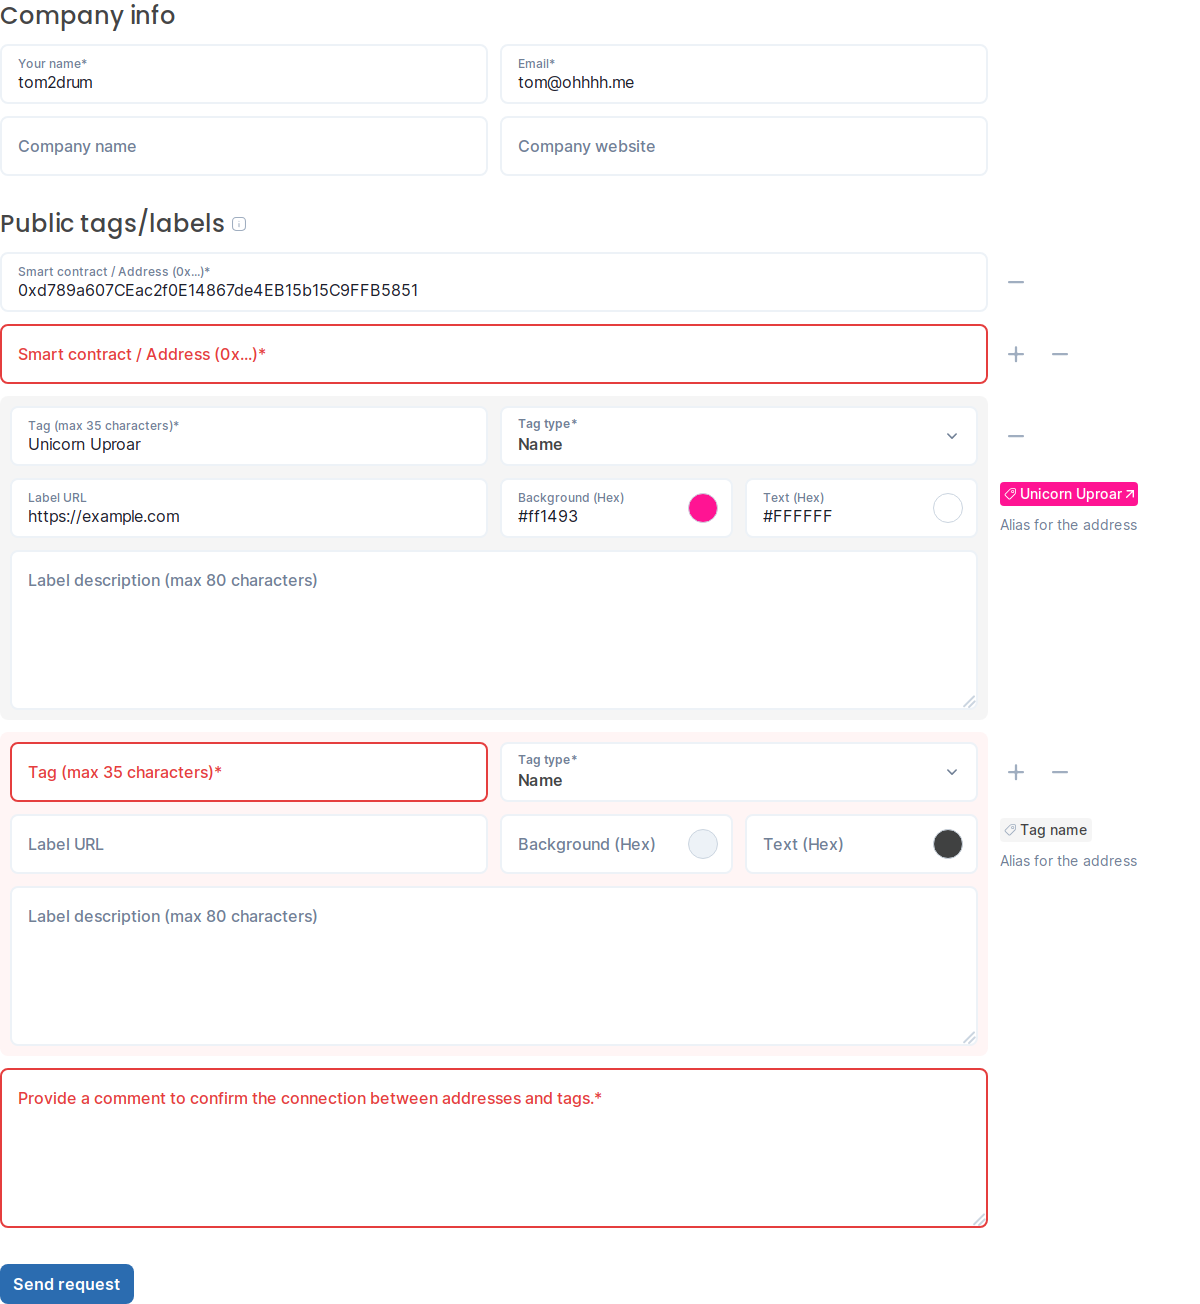 Company info
Your name*
tom2drum
Email*
tom@ohhhh.me
Company name
Company website
Public tags/labels
Smart contract / Address (0x...)*
0xd789a607CEac2f0E14867de4EB15b15C9FFB5851
Smart contract / Address (0x...)*
Tag (max 35 characters)*
Unicorn Uproar
Tag type*
Name
Label URL
https://example.com
Background (Hex)
#ff1493
Text (Hex)
#FFFFFF
Unicorn Uproar
Alias for the address
Label description (max 80 characters)
Tag (max 35 characters)*
Tag type*
Name
Label URL
Background (Hex)
Text (Hex)
Tag name
Alias for the address
Label description (max 80 characters)
Provide a comment to confirm the connection between addresses and tags.*
Send request